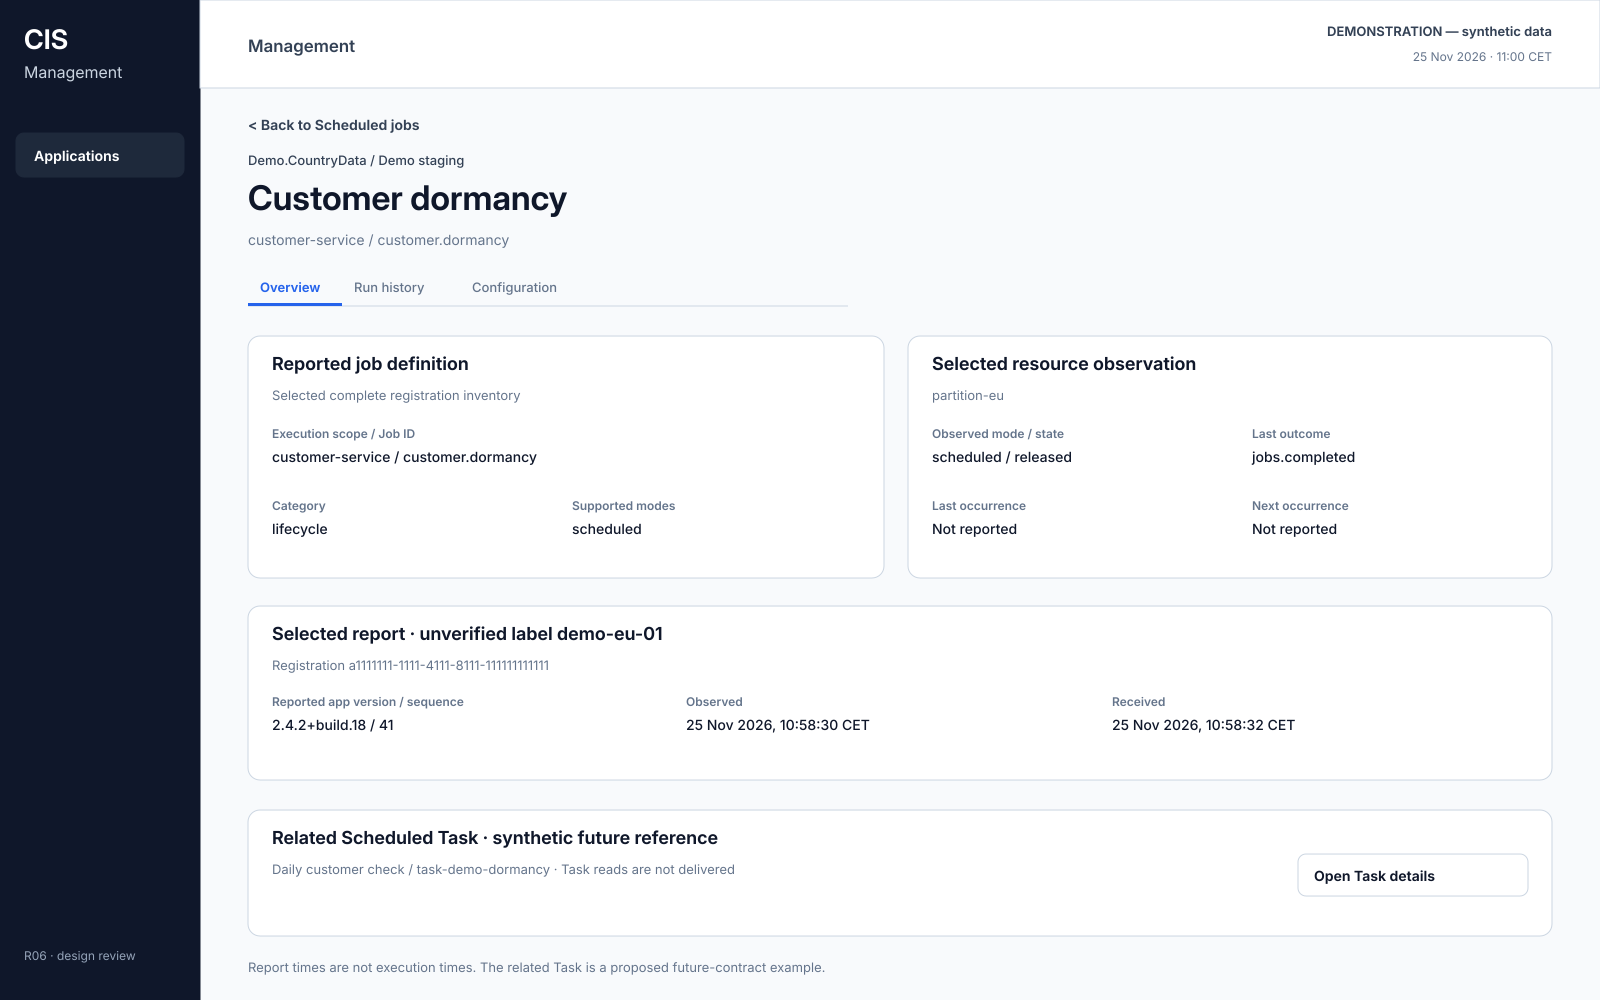 CIS
Management
Applications
R06 · design review
Management
DEMONSTRATION — synthetic data
25 Nov 2026 · 11:00 CET
< Back to Scheduled jobs
Demo.CountryData / Demo staging
Customer dormancy
customer-service / customer.dormancy
Overview
Run history
Configuration
Reported job definition
Selected complete registration inventory
Execution scope / Job ID
customer-service / customer.dormancy
Category
Supported modes
lifecycle
scheduled
Selected resource observation
partition-eu
Observed mode / state
Last outcome
scheduled / released
jobs.completed
Last occurrence
Next occurrence
Not reported
Not reported
Selected report · unverified label demo-eu-01
Registration a1111111-1111-4111-8111-111111111111
Reported app version / sequence
Observed
Received
2.4.2+build.18 / 41
25 Nov 2026, 10:58:30 CET
25 Nov 2026, 10:58:32 CET
Related Scheduled Task · synthetic future reference
Daily customer check / task-demo-dormancy · Task reads are not delivered
Open Task details
Report times are not execution times. The related Task is a proposed future-contract example.